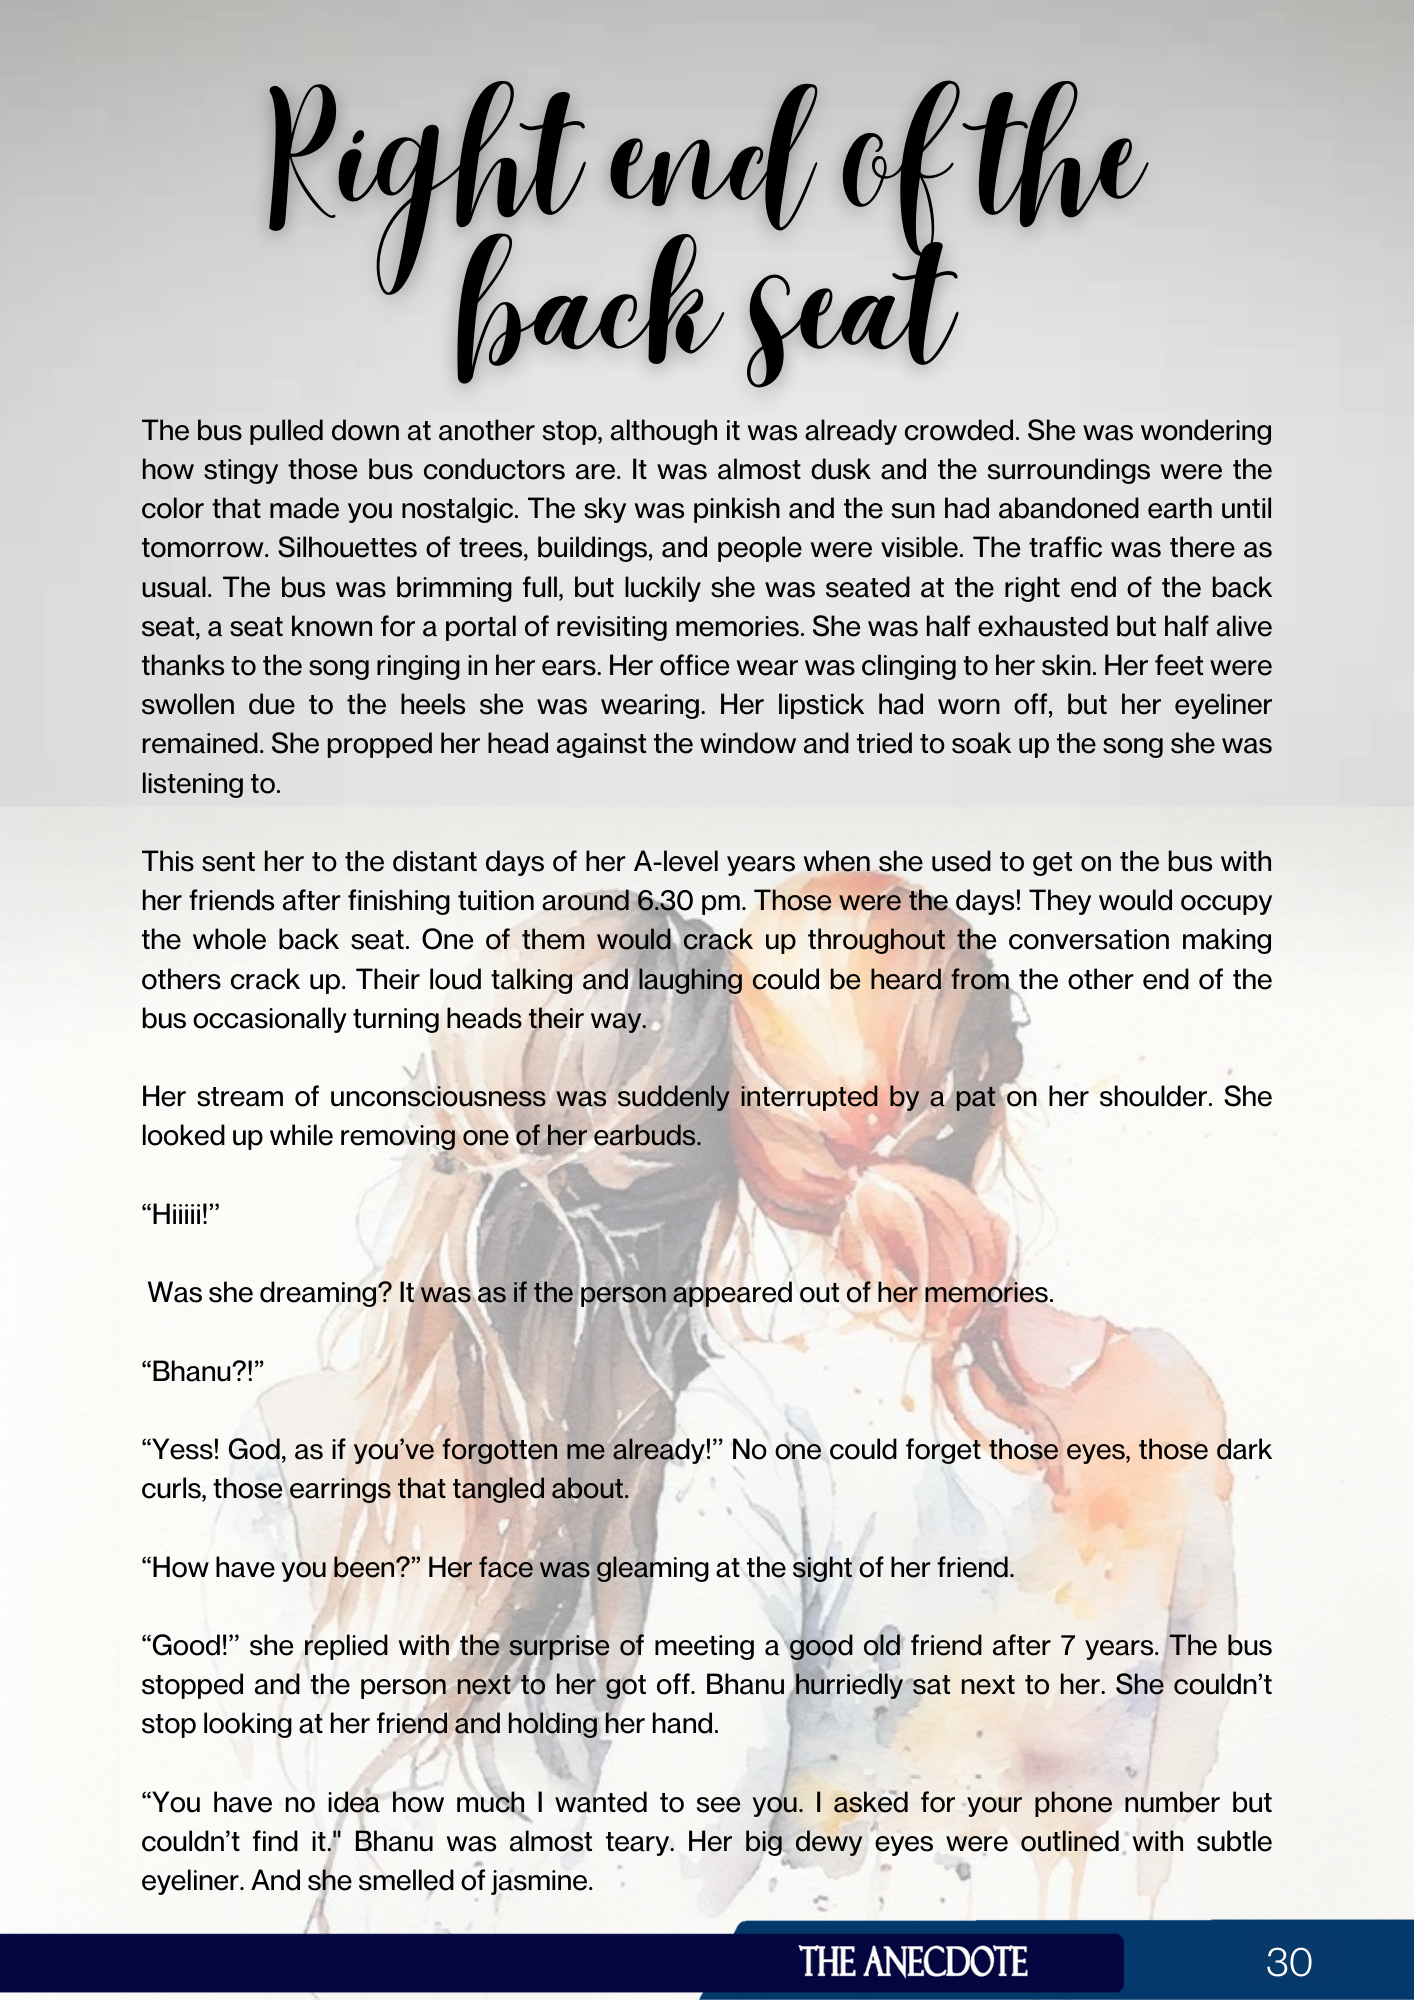 Right end of the
back seat
The bus pulled down at another stop, although it was already crowded. She was wondering
how stingy those bus conductors are. It was almost dusk and the surroundings were the
color that made you nostalgic. The sky was pinkish and the sun had abandoned earth until
tomorrow. Silhouettes of trees, buildings, and people were visible. The traffic was there as
usual. The bus was brimming full, but luckily she was seated at the right end of the back
seat, a seat known for a portal of revisiting memories. She was half exhausted but half alive
thanks to the song ringing in her ears. Her office wear was clinging to her skin. Her feet were
swollen due to the heels she was wearing. Her lipstick had worn off, but her eyeliner
remained. She propped her head against the window and tried to soak up the song she was
listening to.
This sent her to the distant days of her A-level years when she used to get on the bus with
her friends after finishing tuition around 6.30 pm. Those were the days! They would occupy
the whole back seat. One of them would crack up throughout the conversation making
others crack up. Their loud talking and laughing could be heard from the other end of the
bus occasionally turning heads their way.
Her stream of unconsciousness was suddenly interrupted by a pat on her shoulder. She
looked up while removing one of her earbuds.
“Hiiiii!”
Was she dreaming? It was as if the person appeared out of her memories.
“Bhanu?!”
“Yess! God, as if you’ve forgotten me already!” No one could forget those eyes, those dark
curls, those earrings that tangled about.
“How have you been?” Her face was gleaming at the sight of her friend.
“Good!” she replied with the surprise of meeting a good old friend after 7 years. The bus
stopped and the person next to her got off. Bhanu hurriedly sat next to her. She couldn’t
stop looking at her friend and holding her hand.
“You have no idea how much I wanted to see you. I asked for your phone number but
couldn’t find it." Bhanu was almost teary. Her big dewy eyes were outlined with subtle
eyeliner. And she smelled of jasmine.
THE ANECDOTE
30